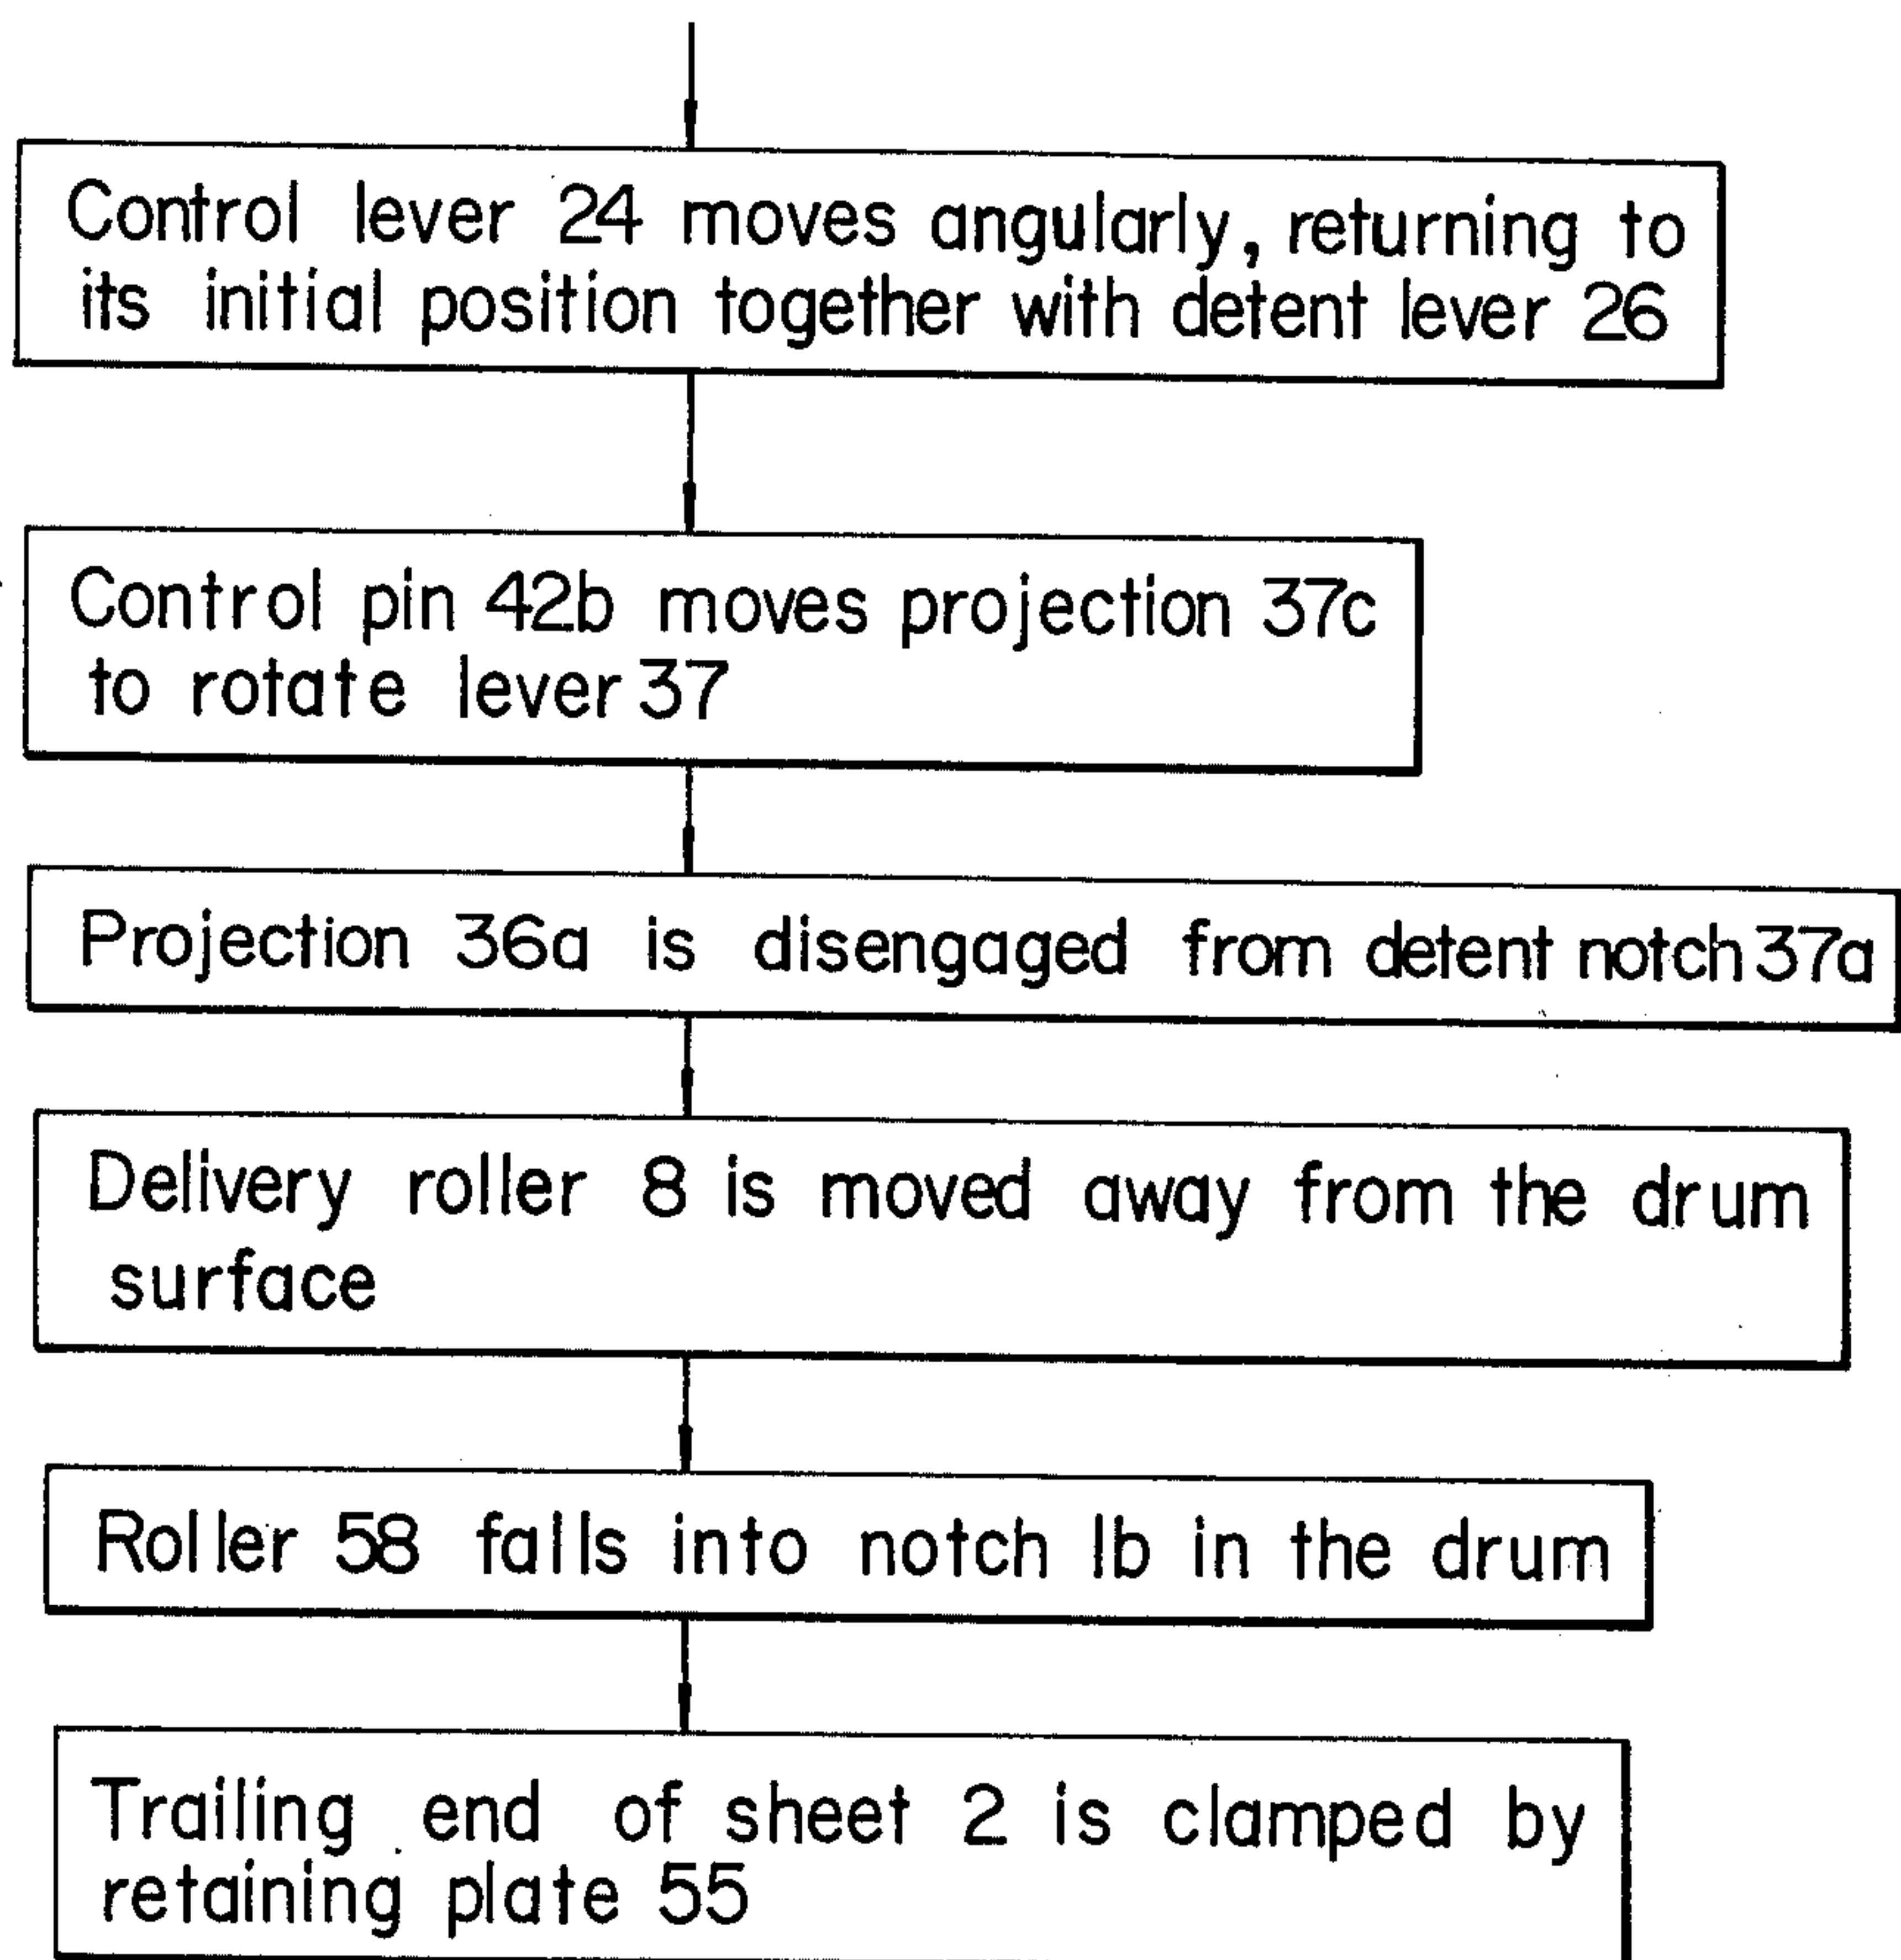 Control lever 24 moves angularly, returning to
its initial position together with detent lever 26
Control pin 42b moves projection 37c
to rotate lever 37
Projection 36a is disengaged from detent notch 37a
Delivery roller 8 is moved away from the drum
surface
Roller 58 falls into notch 1b in the drum
Trailing end of sheet 2 is clamped by
retaining plate 55